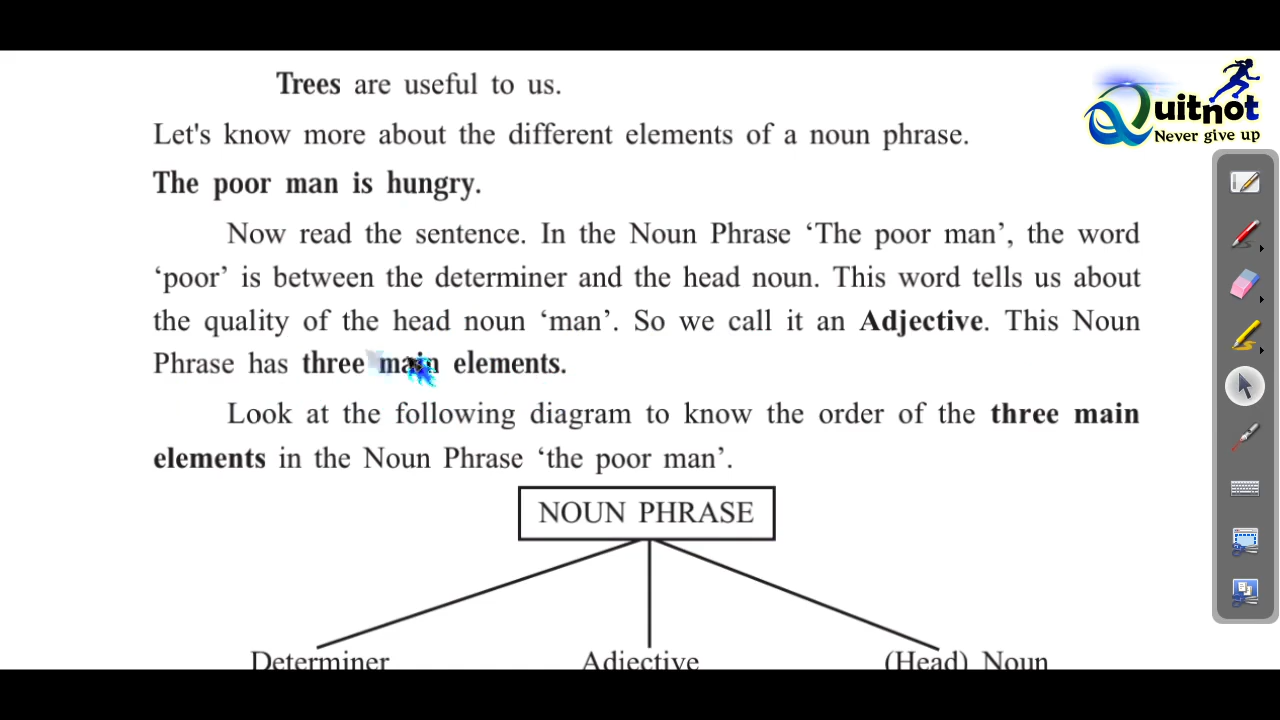 Trees are useful to us.
Let's know more about the different elements of a noun phrase.
The poor man is hungry.
Now read the sentence. In the Noun Phrase ‘The poor man’, the word
‘poor’ is between the determiner and the head noun. This word tells us about
the quality of the head noun ‘man’. So we call it an Adjective. This Noun
Phrase has three main elements.
Look at the following diagram to know the order of the three main
elements in the Noun Phrase ‘the poor man’.
NOUN PHRASE
Determiner Adjective (Head) Noun
Quitnot
Never give up